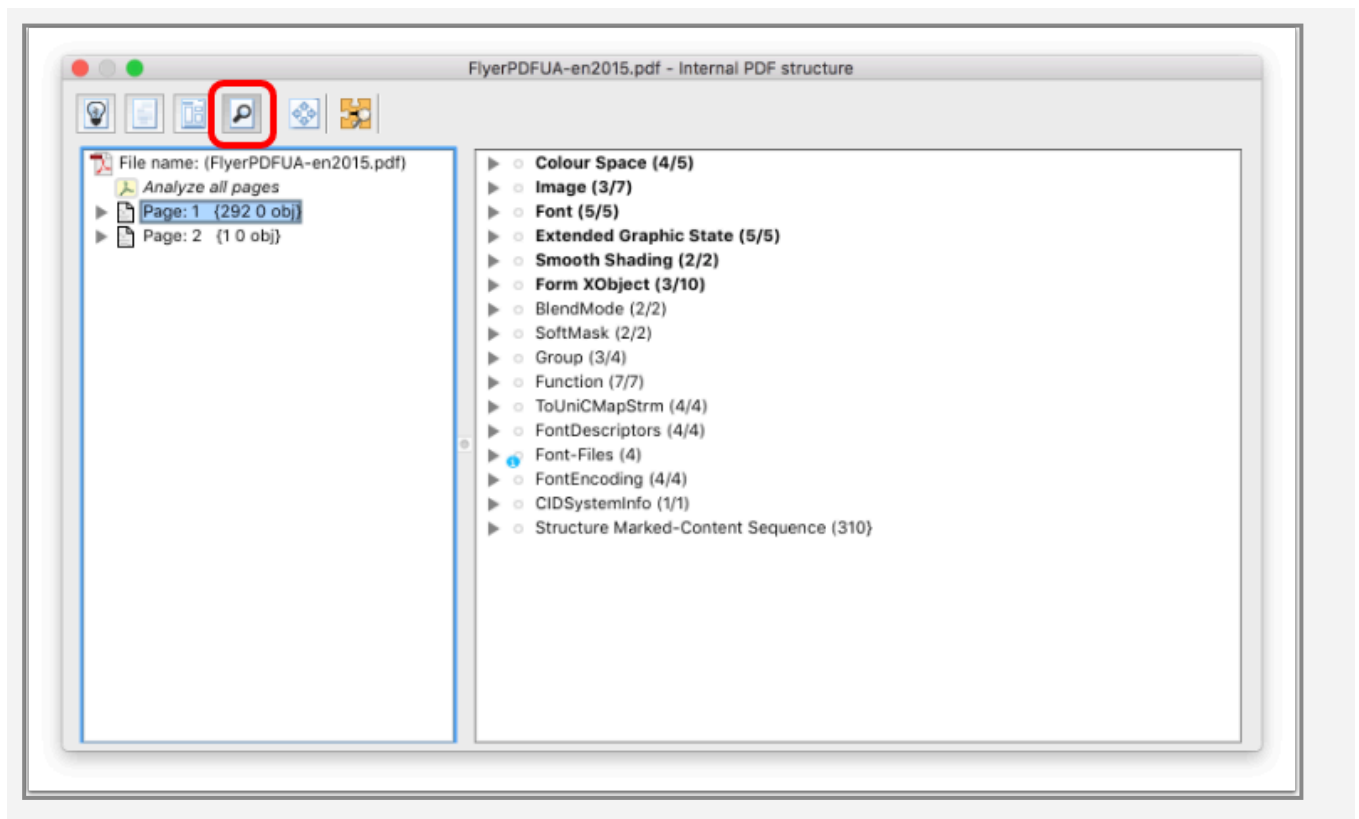 FlyerPDFUA-en2015.pdf - Internal PDF structure
File name: (FlyerPDFUA-en2015.pdf)
Analyze all pages
Page: 1 {292 0 obj}
Page: 2 {1 0 obj}
Colour Space (4/5)
Image (3/7)
Font (5/5)
Extended Graphic State (5/5)
Smooth Shading (2/2)
Form XObject (3/10)
BlendMode (2/2)
SoftMask (2/2)
Group (3/4)
Function (7/7)
ToUniCMapStrm (4/4)
FontDescriptors (4/4)
Font-Files (4)
FontEncoding (4/4)
CIDSystemInfo (1/1)
Structure Marked-Content Sequence (310}